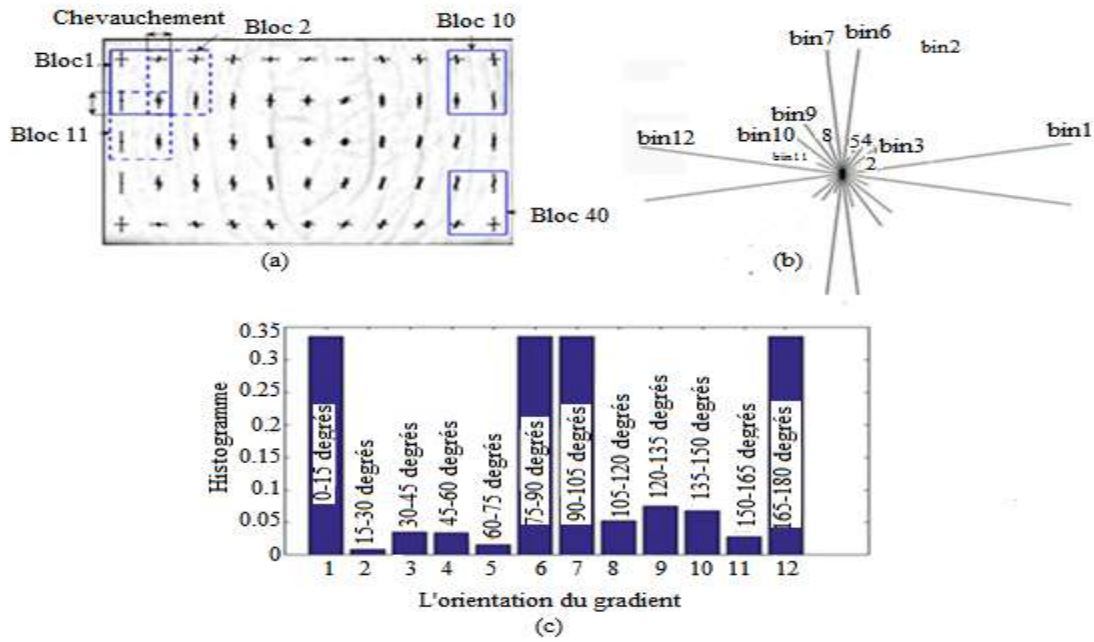 Chevauchement
Bloc 2
Bloc 10
Bloc1
Bloc 11
Bloc 40
(a)
bin7
bin6
bin2
bin9
bin12
bin10
8
54
bin3
bin1
bin11
2
(b)
Histogramme
0.35
0.3
0.25
0.2
0.15
0.1
0.05
0
0-15 degrés
15-30 degrés
30-45 degrés
45-60 degrés
60-75 degrés
75-90 degrés
90-105 degrés
105-120 degrés
120-135 degrés
135-150 degrés
150-165 degrés
165-180 degrés
1 2 3 4 5 6 7 8 9 10 11 12
L'orientation du gradient
(c)